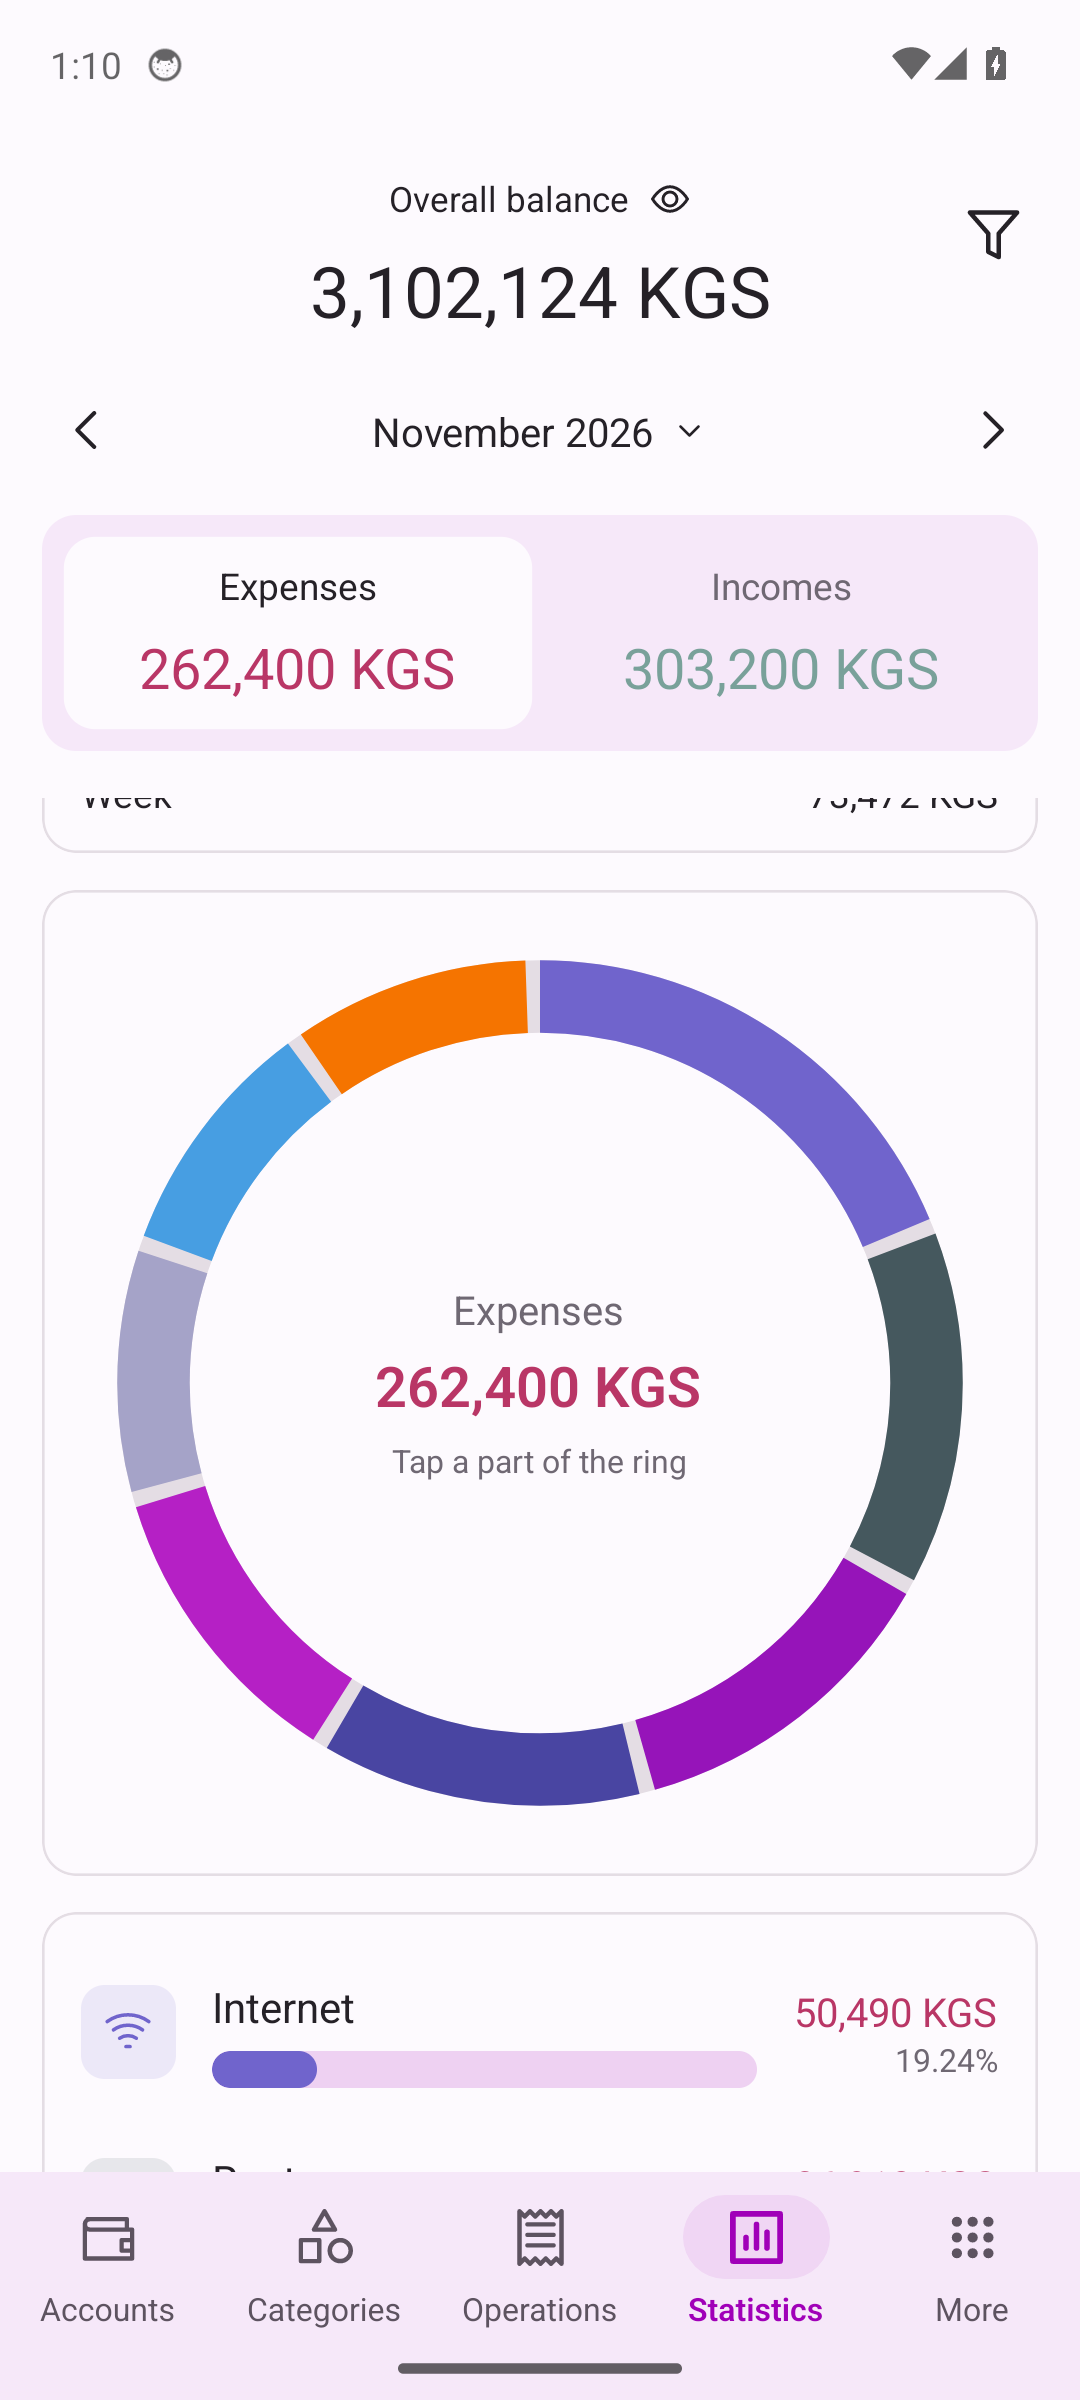 1:10
Overall balance
3,102,124 KGS
November 2026
Expenses
Incomes
262,400 KGS
303,200 KGS
Week
Expenses
262,400 KGS
Tap a part of the ring
Internet
50,490 KGS
19.24%
Accounts
Categories
Operations
Statistics
More